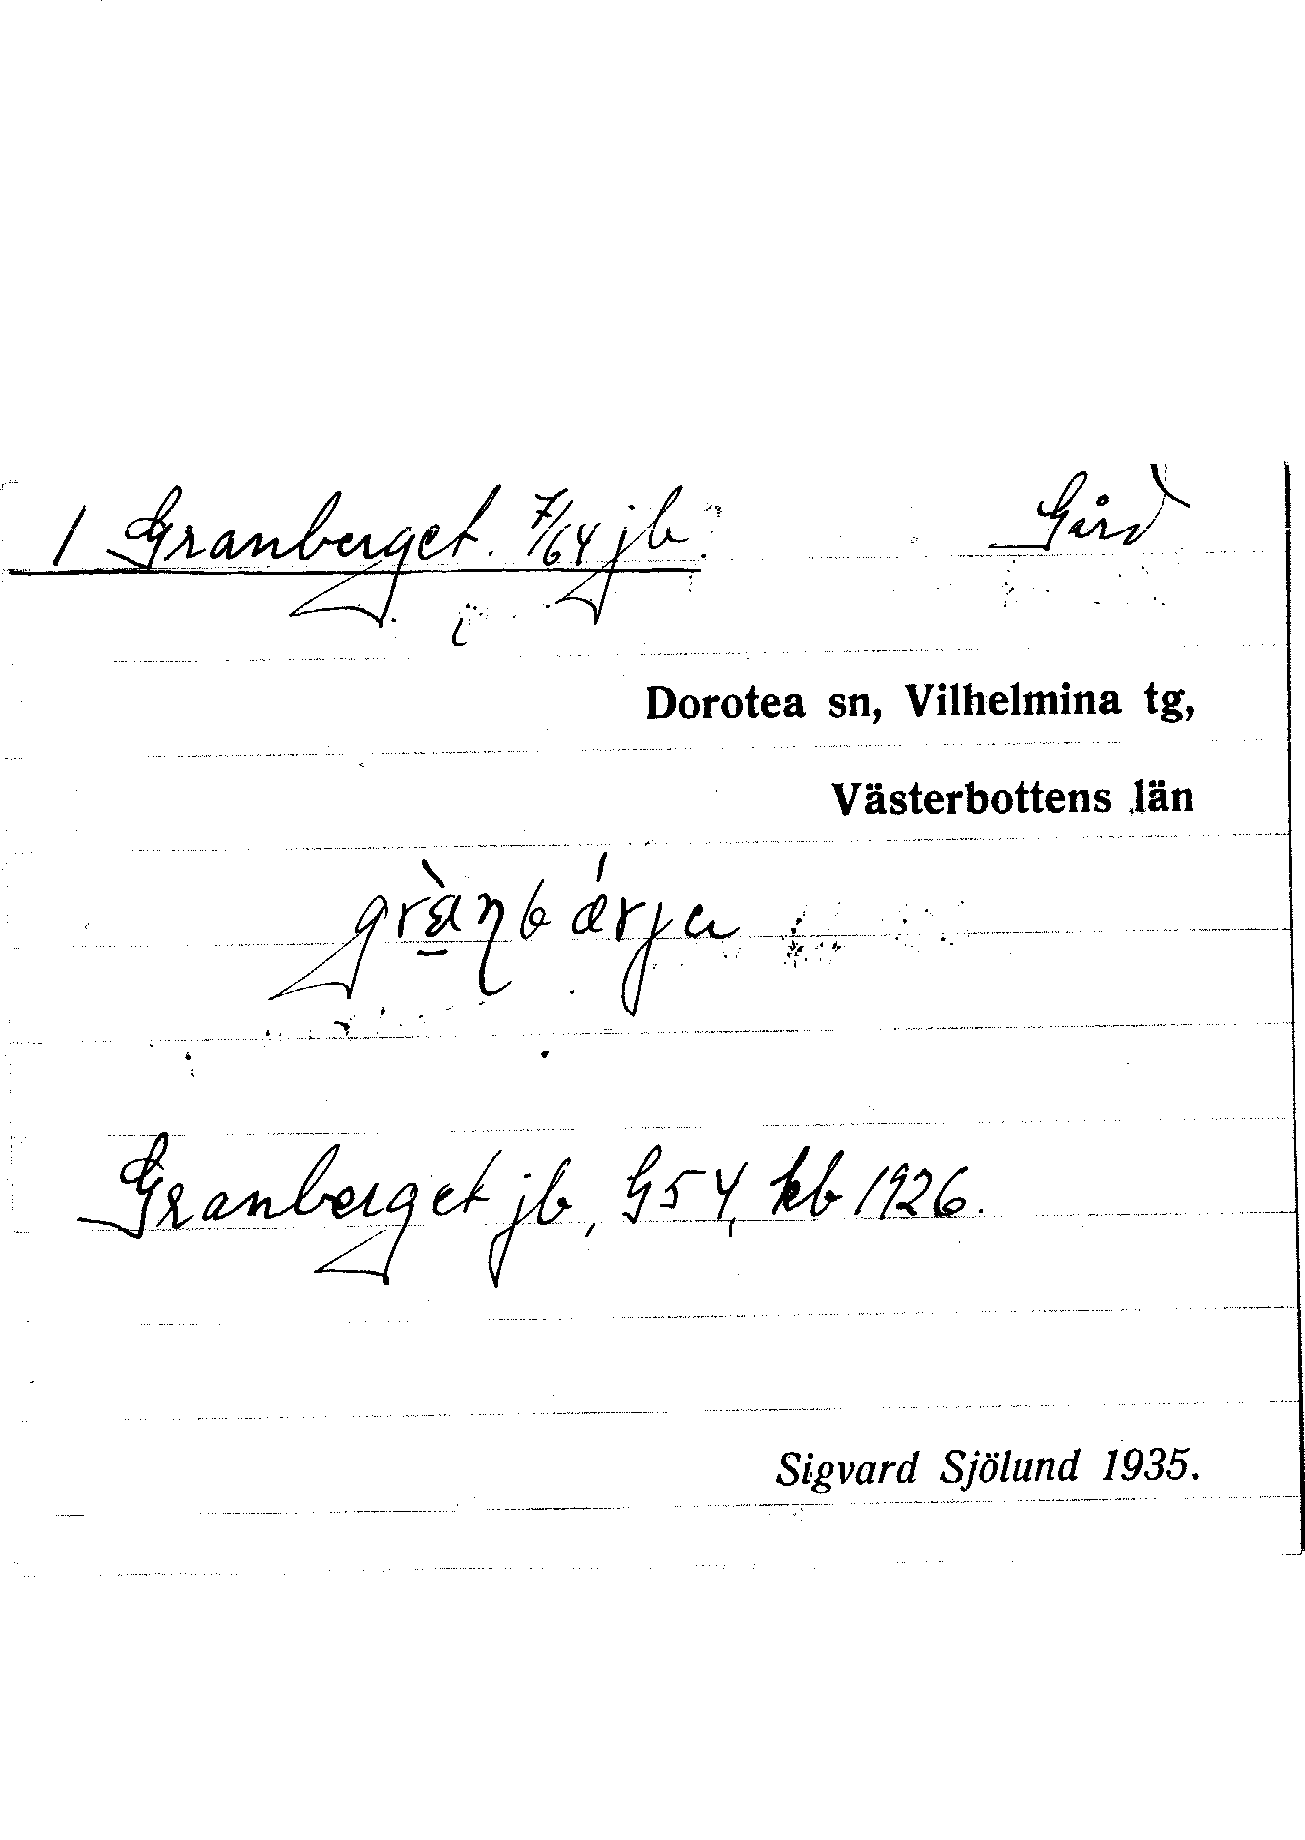 1 Granberget. 7/64 jb. Gård
Dorotea sn, Vilhelmina tg,
Västerbottens län
Granberget jb, G54, kb 1926.
Sigvard Sjölund 1935.